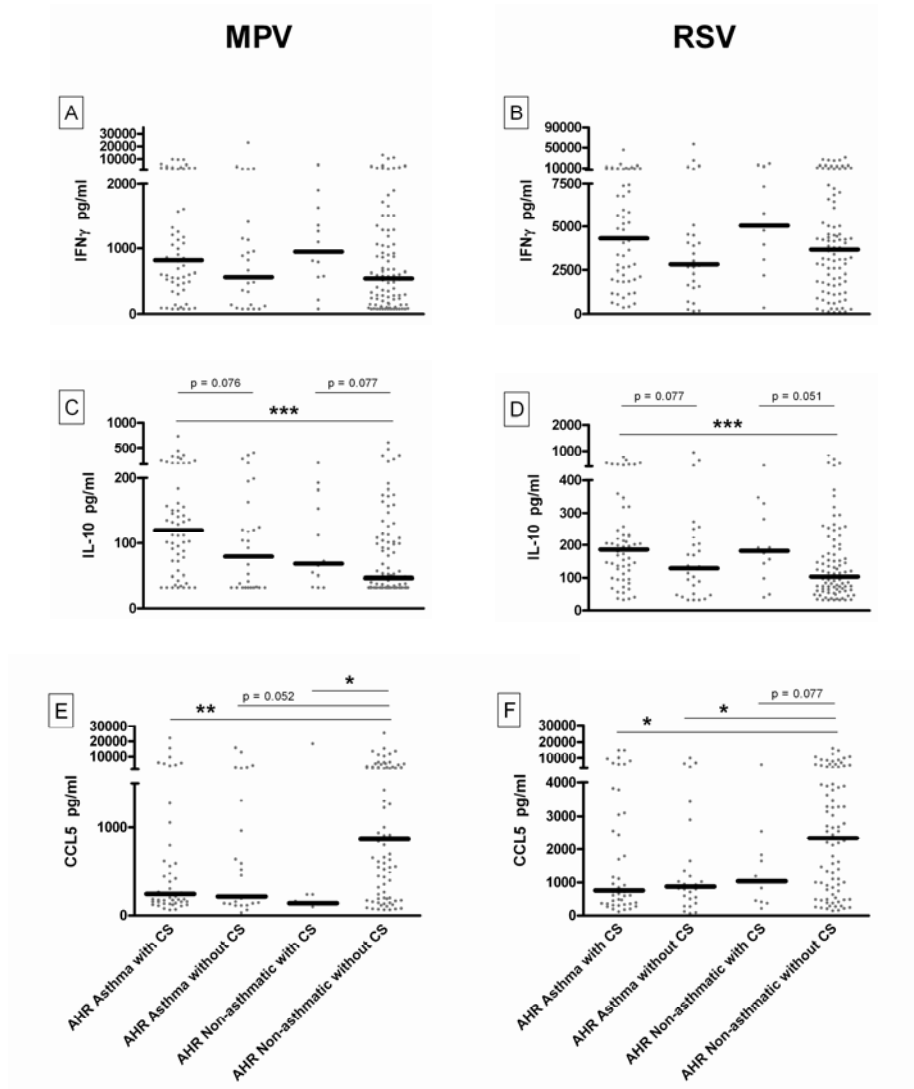 MPV
RSV
A
IFNγ pg/ml
30000
20000
10000
2000
1000
0
B
IFNγ pg/ml
90000
50000
10000
7500
5000
2500
0
C
p = 0.076
p = 0.077
***
IL-10 pg/ml
1000
500
200
100
0
D
p = 0.077
p = 0.051
***
IL-10 pg/ml
2000
1000
400
300
200
100
0
E
*
p = 0.052
**
CCL5 pg/ml
30000
20000
10000
1000
0
F
p = 0.077
*
*
CCL5 pg/ml
30000
20000
10000
4000
3000
2000
1000
0
AHR Asthma with CS
AHR Asthma without CS
AHR Non-asthmatic with CS
AHR Non-asthmatic without CS
AHR Asthma with CS
AHR Asthma without CS
AHR Non-asthmatic with CS
AHR Non-asthmatic without CS